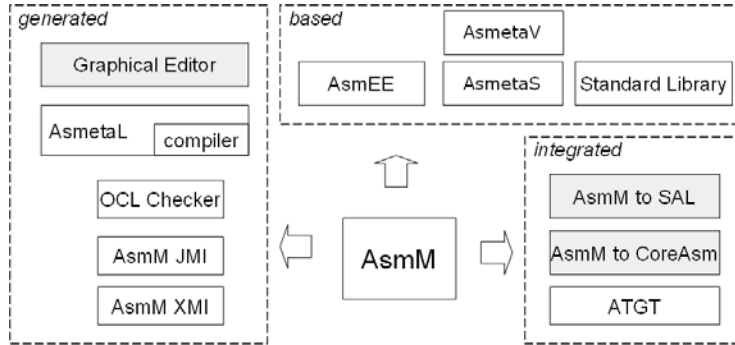 generated
Graphical Editor
AsmetaL
compiler
OCL Checker
AsmM JMI
AsmM XMI
based
AsmetaV
AsmEE
AsmetaS
Standard Library
AsmM
integrated
AsmM to SAL
AsmM to CoreAsm
ATGT